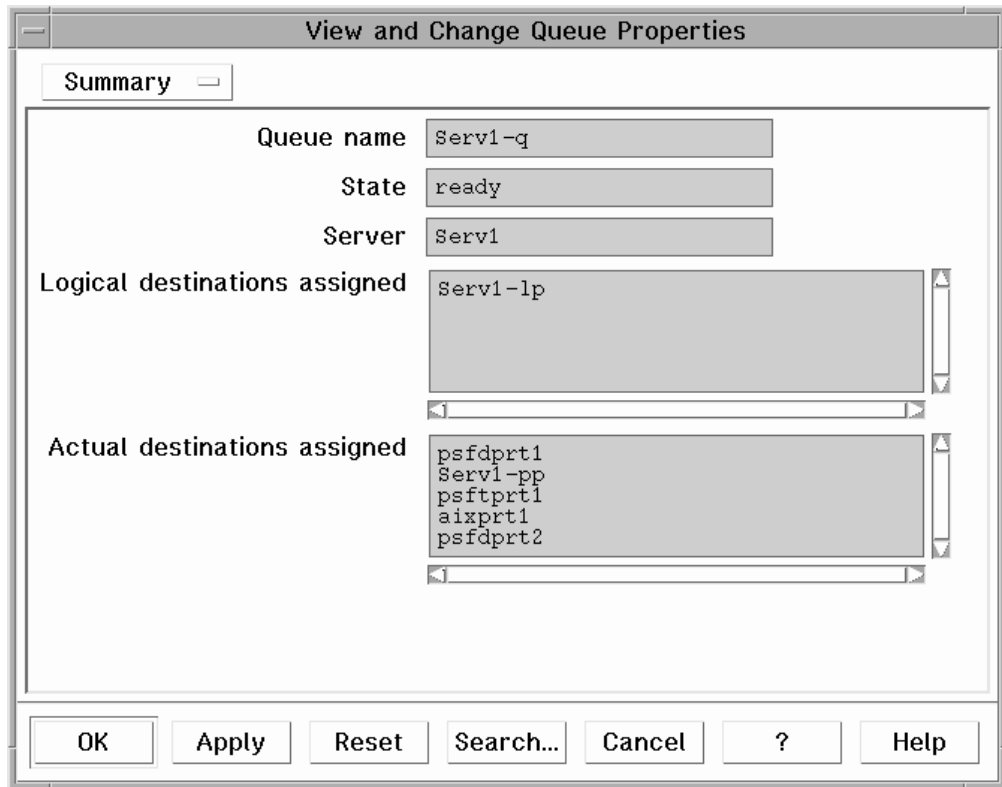 View and Change Queue Properties
Summary
Queue name Serv1-q
State ready
Server Serv1
Logical destinations assigned Serv1-lp
Actual destinations assigned psfdprt1
Serv1-pp
psftprt1
aixprt1
psfdprt2
OK Apply Reset Search... Cancel ? Help